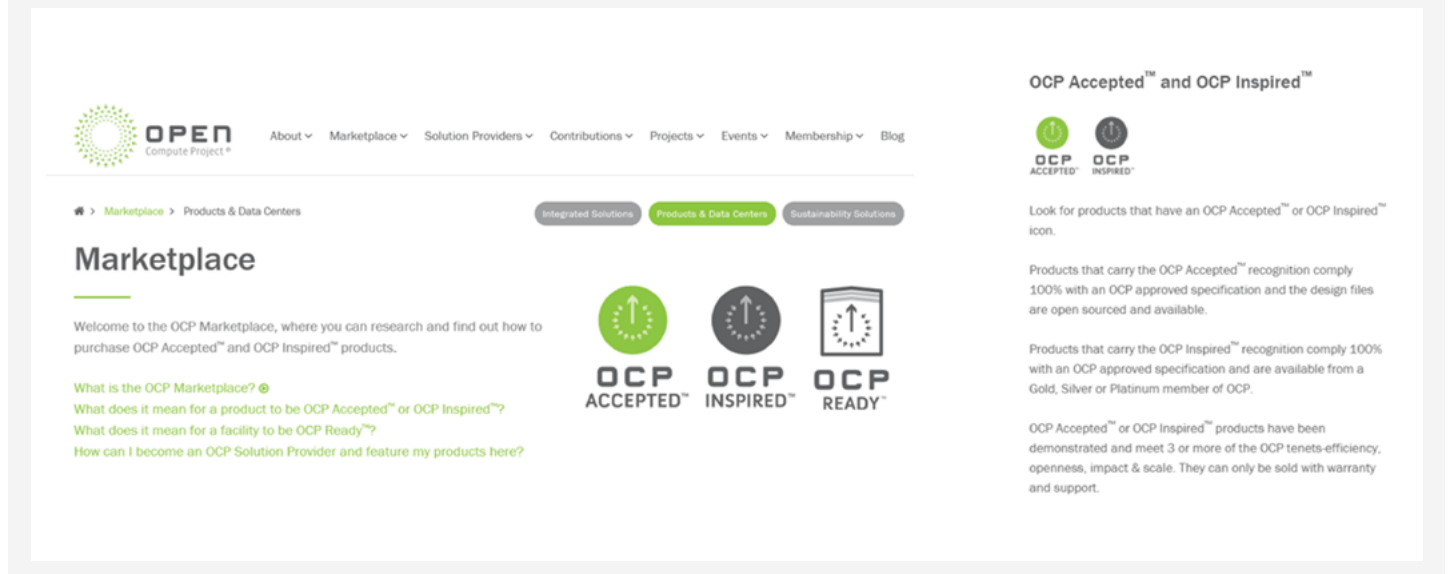 OPEN
Compute Project®
About
Marketplace
Solution Providers
Contributions
Projects
Events
Membership
Blog
> Marketplace > Products & Data Centers
Integrated Solutions
Products & Data Centers
Sustainability Solutions
Marketplace
Welcome to the OCP Marketplace, where you can research and find out how to
purchase OCP Accepted™ and OCP Inspired™ products.
What is the OCP Marketplace?
What does it mean for a product to be OCP Accepted™ or OCP Inspired™?
What does it mean for a facility to be OCP Ready™?
How can I become an OCP Solution Provider and feature my products here?
OCP
ACCEPTED™
OCP
INSPIRED™
OCP
READY™
OCP Accepted™ and OCP Inspired™
OCP
ACCEPTED™
OCP
INSPIRED™
Look for products that have an OCP Accepted™ or OCP Inspired™
icon.
Products that carry the OCP Accepted™ recognition comply
100% with an OCP approved specification and the design files
are open sourced and available.
Products that carry the OCP Inspired™ recognition comply 100%
with an OCP approved specification and are available from a
Gold, Silver or Platinum member of OCP.
OCP Accepted™ or OCP Inspired™ products have been
demonstrated and meet 3 or more of the OCP tenets-efficiency,
openness, impact & scale. They can only be sold with warranty
and support.